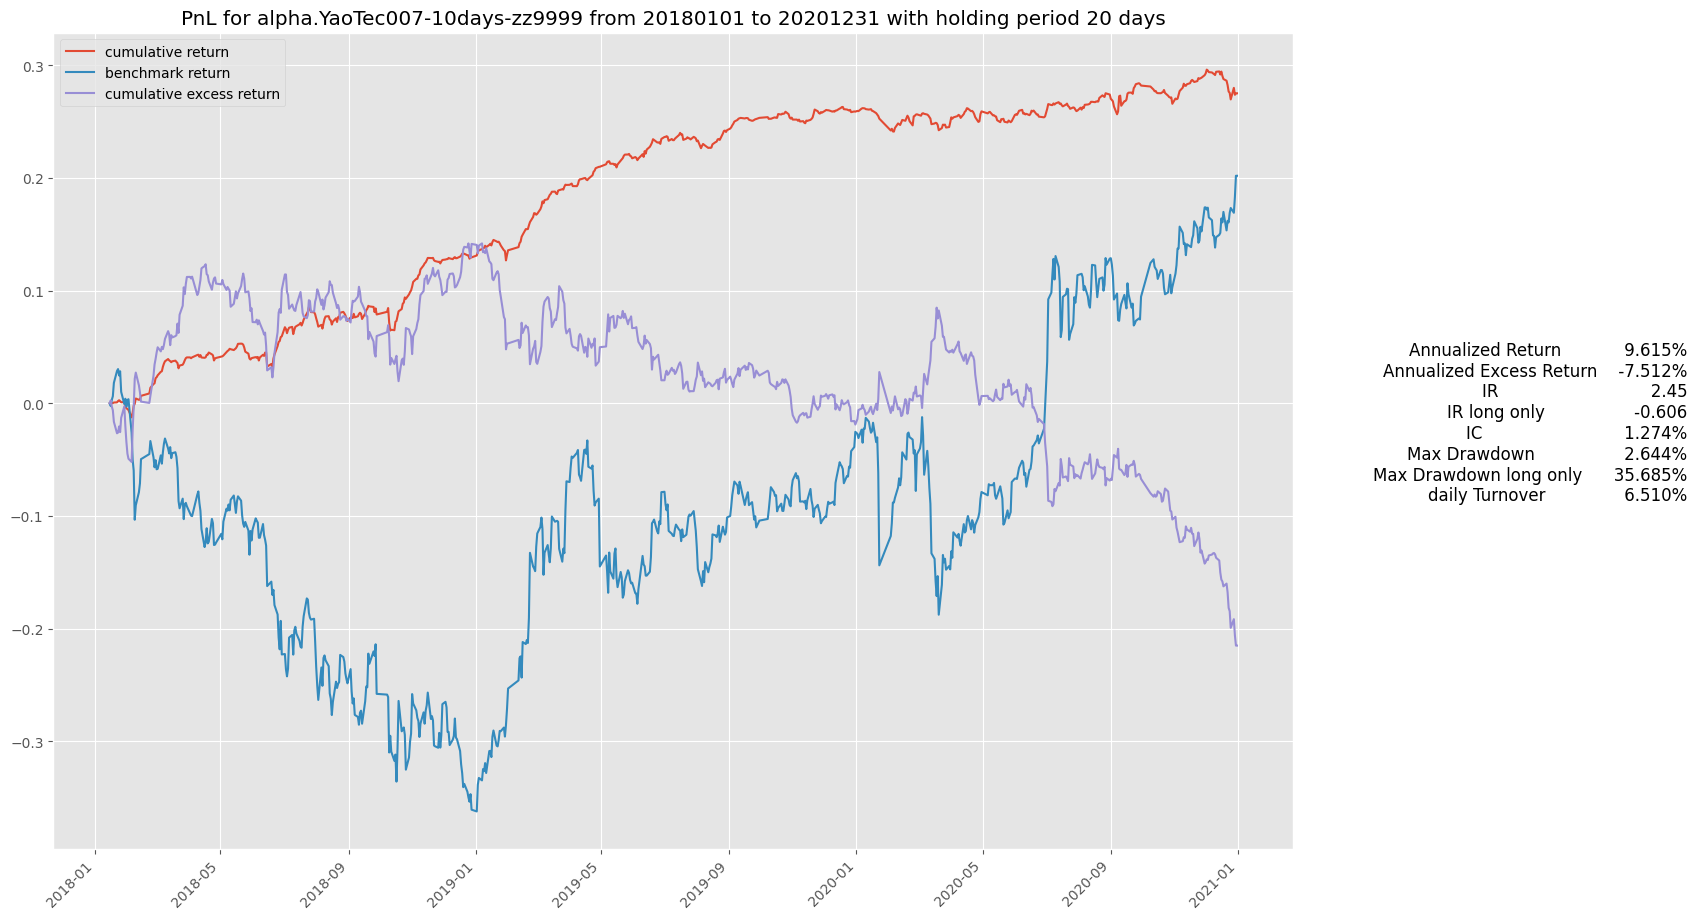 PnL for alpha.YaoTec007-10days-zz9999 from 20180101 to 20201231 with holding period 20 days
cumulative return
benchmark return
cumulative excess return
0.3
0.2
0.1
0.0
−0.1
−0.2
−0.3
2018-01
2018-05
2018-09
2019-01
2019-05
2019-09
2020-01
2020-05
2020-09
2021-01
Annualized Return 9.615%
Annualized Excess Return -7.512%
IR 2.45
IR long only -0.606
IC 1.274%
Max Drawdown 2.644%
Max Drawdown long only 35.685%
daily Turnover 6.510%